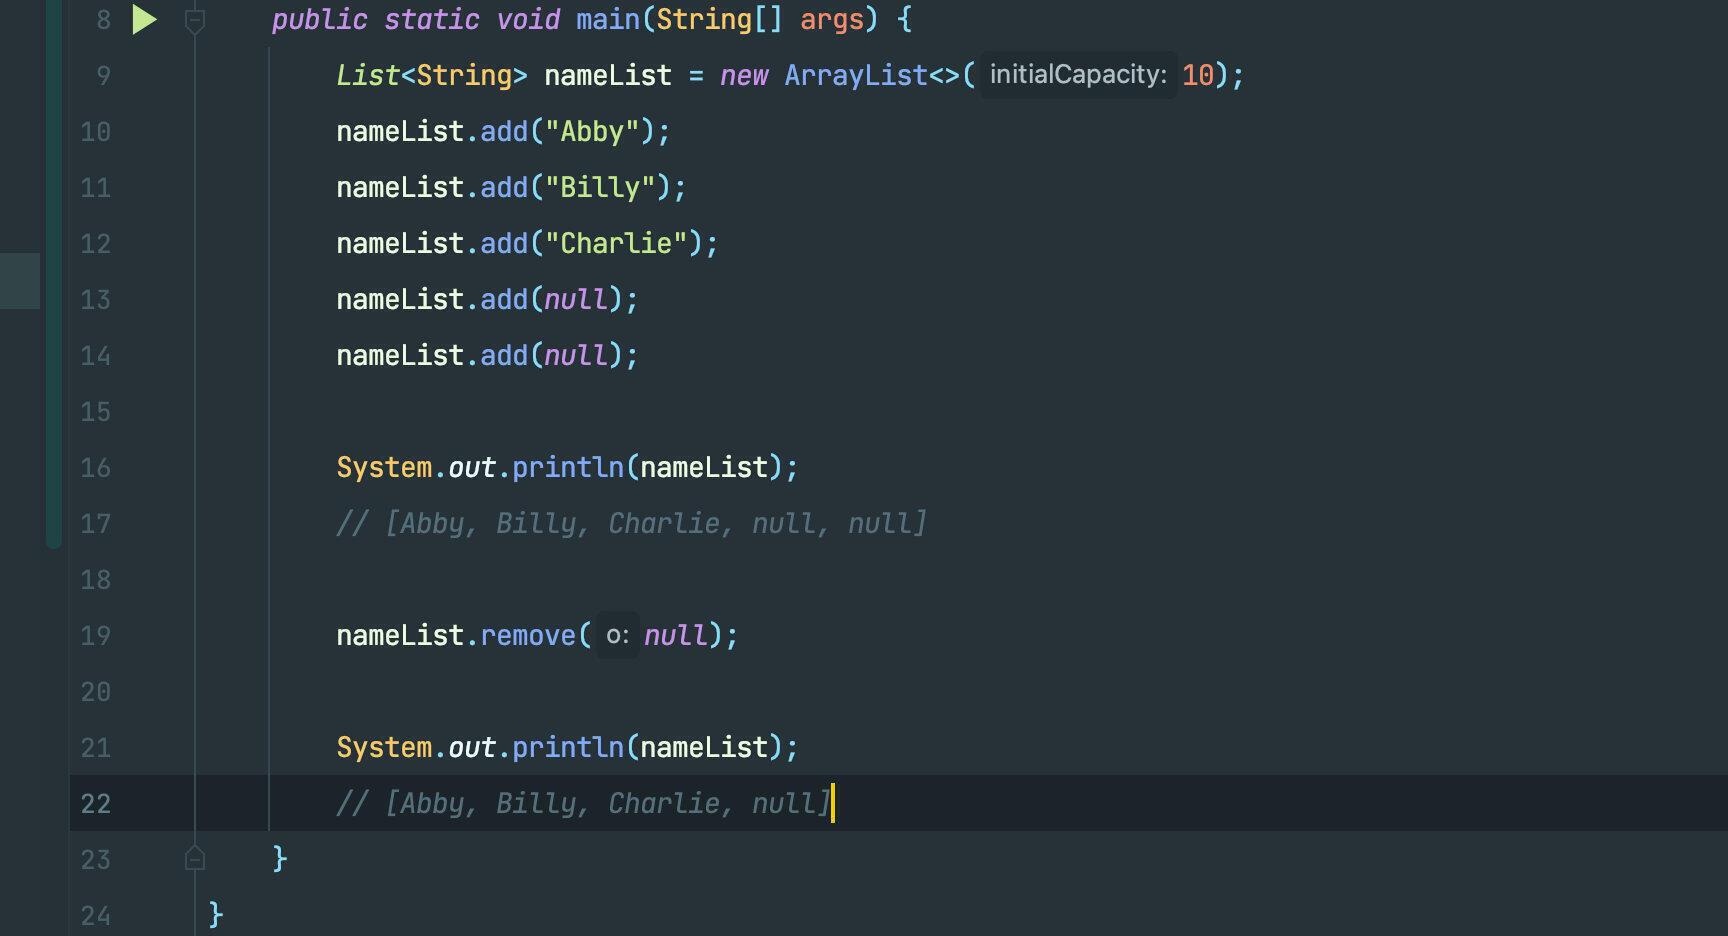 8 public static void main(String[] args) {
9 List<String> nameList = new ArrayList<>( initialCapacity: 10);
10 nameList.add("Abby");
11 nameList.add("Billy");
12 nameList.add("Charlie");
13 nameList.add(null);
14 nameList.add(null);
15
16 System.out.println(nameList);
17 // [Abby, Billy, Charlie, null, null]
18
19 nameList.remove( o: null);
20
21 System.out.println(nameList);
22 // [Abby, Billy, Charlie, null]
23 }
24 }